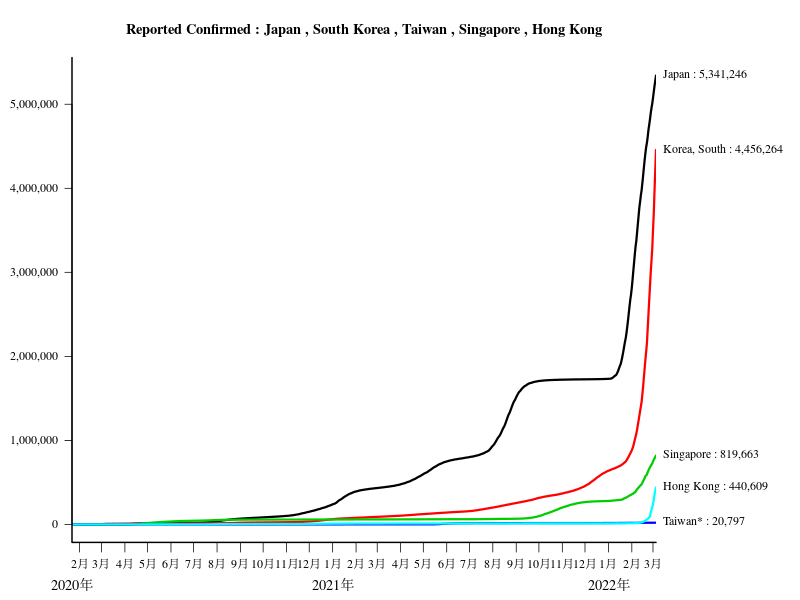 Reported Confirmed : Japan , South Korea , Taiwan , Singapore , Hong Kong
Japan : 5,341,246
5,000,000
Korea, South : 4,456,264
4,000,000
3,000,000
2,000,000
1,000,000
Singapore : 819,663
Hong Kong : 440,609
Taiwan* : 20,797
0
2月 3月 4月 5月 6月 7月 8月 9月 10月 11月 12月 1月 2月 3月 4月 5月 6月 7月 8月 9月 10月 11月 12月 1月 2月 3月
2020年 2021年 2022年